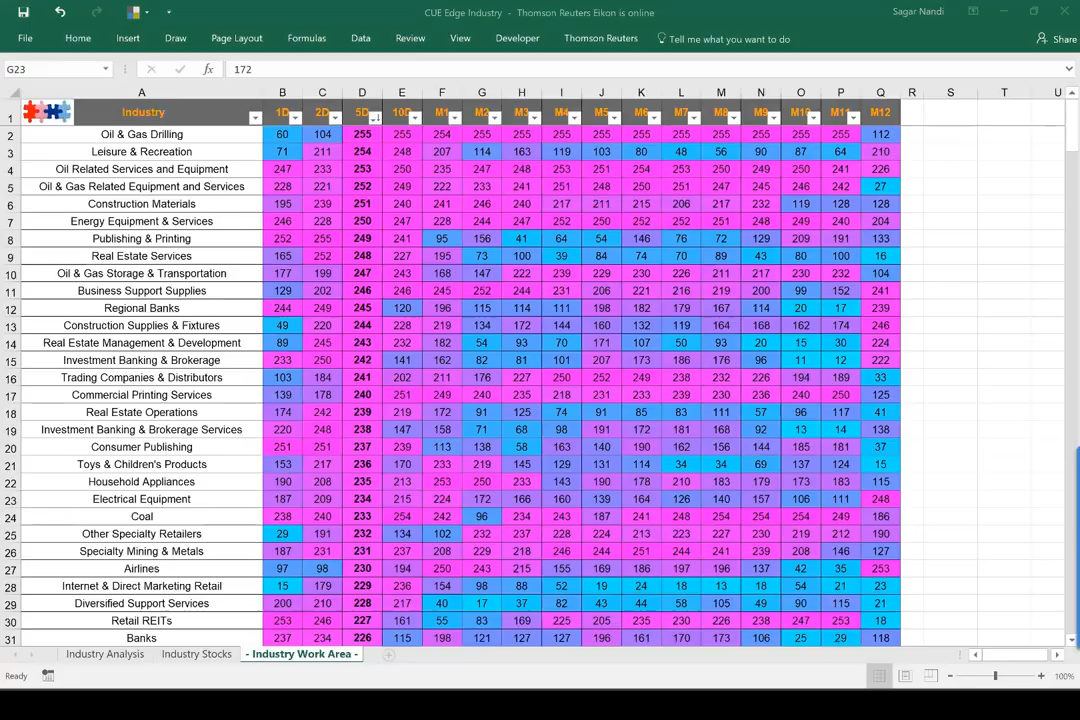 CUE Edge Industry - Thomson Reuters Eikon is online Sagar Nandi
File Home Insert Draw Page Layout Formulas Data Review View Developer Thomson Reuters Tell me what you want to do Share
G23 fx 172
A B C D E F G H I J K L M N O P Q R S T U
1 Industry 1D 2D 5D 10D M1 M2 M3 M4 M5 M6 M7 M8 M9 M10 M11 M12
2 Oil & Gas Drilling 60 104 255 255 254 255 255 255 255 255 255 255 255 255 255 112
3 Leisure & Recreation 71 211 254 248 207 114 163 119 103 80 48 56 90 87 64 210
4 Oil Related Services and Equipment 247 233 253 250 235 247 248 253 251 254 253 250 249 250 241 226
5 Oil & Gas Related Equipment and Services 228 221 252 249 222 233 241 251 248 250 251 247 245 246 242 27
6 Construction Materials 195 239 251 240 241 246 240 217 211 215 206 217 232 119 128 128
7 Energy Equipment & Services 246 228 250 247 228 244 247 252 250 252 252 251 248 249 240 204
8 Publishing & Printing 252 255 249 241 95 156 41 64 54 146 76 72 129 209 191 133
9 Real Estate Services 165 252 248 227 195 73 100 39 84 74 70 89 43 80 100 16
10 Oil & Gas Storage & Transportation 177 199 247 243 168 147 222 239 229 230 226 211 217 230 232 104
11 Business Support Supplies 129 202 246 246 245 252 244 231 206 221 216 219 200 99 152 241
12 Regional Banks 244 249 245 120 196 115 114 111 198 182 179 167 114 20 17 239
13 Construction Supplies & Fixtures 49 220 244 228 219 134 172 144 160 132 119 164 168 162 174 246
14 Real Estate Management & Development 89 245 243 232 182 54 93 70 171 107 50 93 20 15 30 224
15 Investment Banking & Brokerage 233 250 242 141 162 82 81 101 207 173 186 176 96 11 12 222
16 Trading Companies & Distributors 103 184 241 202 211 176 227 250 252 249 238 232 226 194 189 33
17 Commercial Printing Services 139 178 240 251 249 240 235 218 231 233 239 230 236 240 250 125
18 Real Estate Operations 174 242 239 219 172 91 125 74 91 85 83 111 57 96 117 41
19 Investment Banking & Brokerage Services 220 248 238 147 158 71 68 98 191 172 181 168 92 13 14 138
20 Consumer Publishing 251 251 237 239 113 138 58 163 140 190 162 156 144 185 181 37
21 Toys & Children's Products 153 217 236 170 233 219 145 129 131 114 34 34 69 137 124 15
22 Household Appliances 190 208 235 213 253 250 233 143 190 178 210 183 179 173 183 115
23 Electrical Equipment 187 209 234 215 224 172 166 160 139 164 126 140 157 106 111 248
24 Coal 238 240 233 254 242 96 234 243 187 241 248 254 254 254 249 186
25 Other Specialty Retailers 29 191 232 134 102 232 237 228 224 213 223 227 230 219 212 190
26 Specialty Mining & Metals 187 231 231 237 208 229 218 246 244 251 244 241 239 208 146 127
27 Airlines 97 98 230 194 250 243 215 155 169 186 197 196 137 42 35 253
28 Internet & Direct Marketing Retail 15 179 229 236 154 98 88 52 19 24 18 13 18 54 21 23
29 Diversified Support Services 200 210 228 217 40 17 37 82 43 44 58 105 49 90 115 21
30 Retail REITs 253 246 227 161 55 83 169 225 205 235 230 226 238 247 253 18
31 Banks 237 234 226 115 198 121 127 127 196 161 170 173 106 25 29 118
Industry Analysis Industry Stocks - Industry Work Area -
Ready 100%